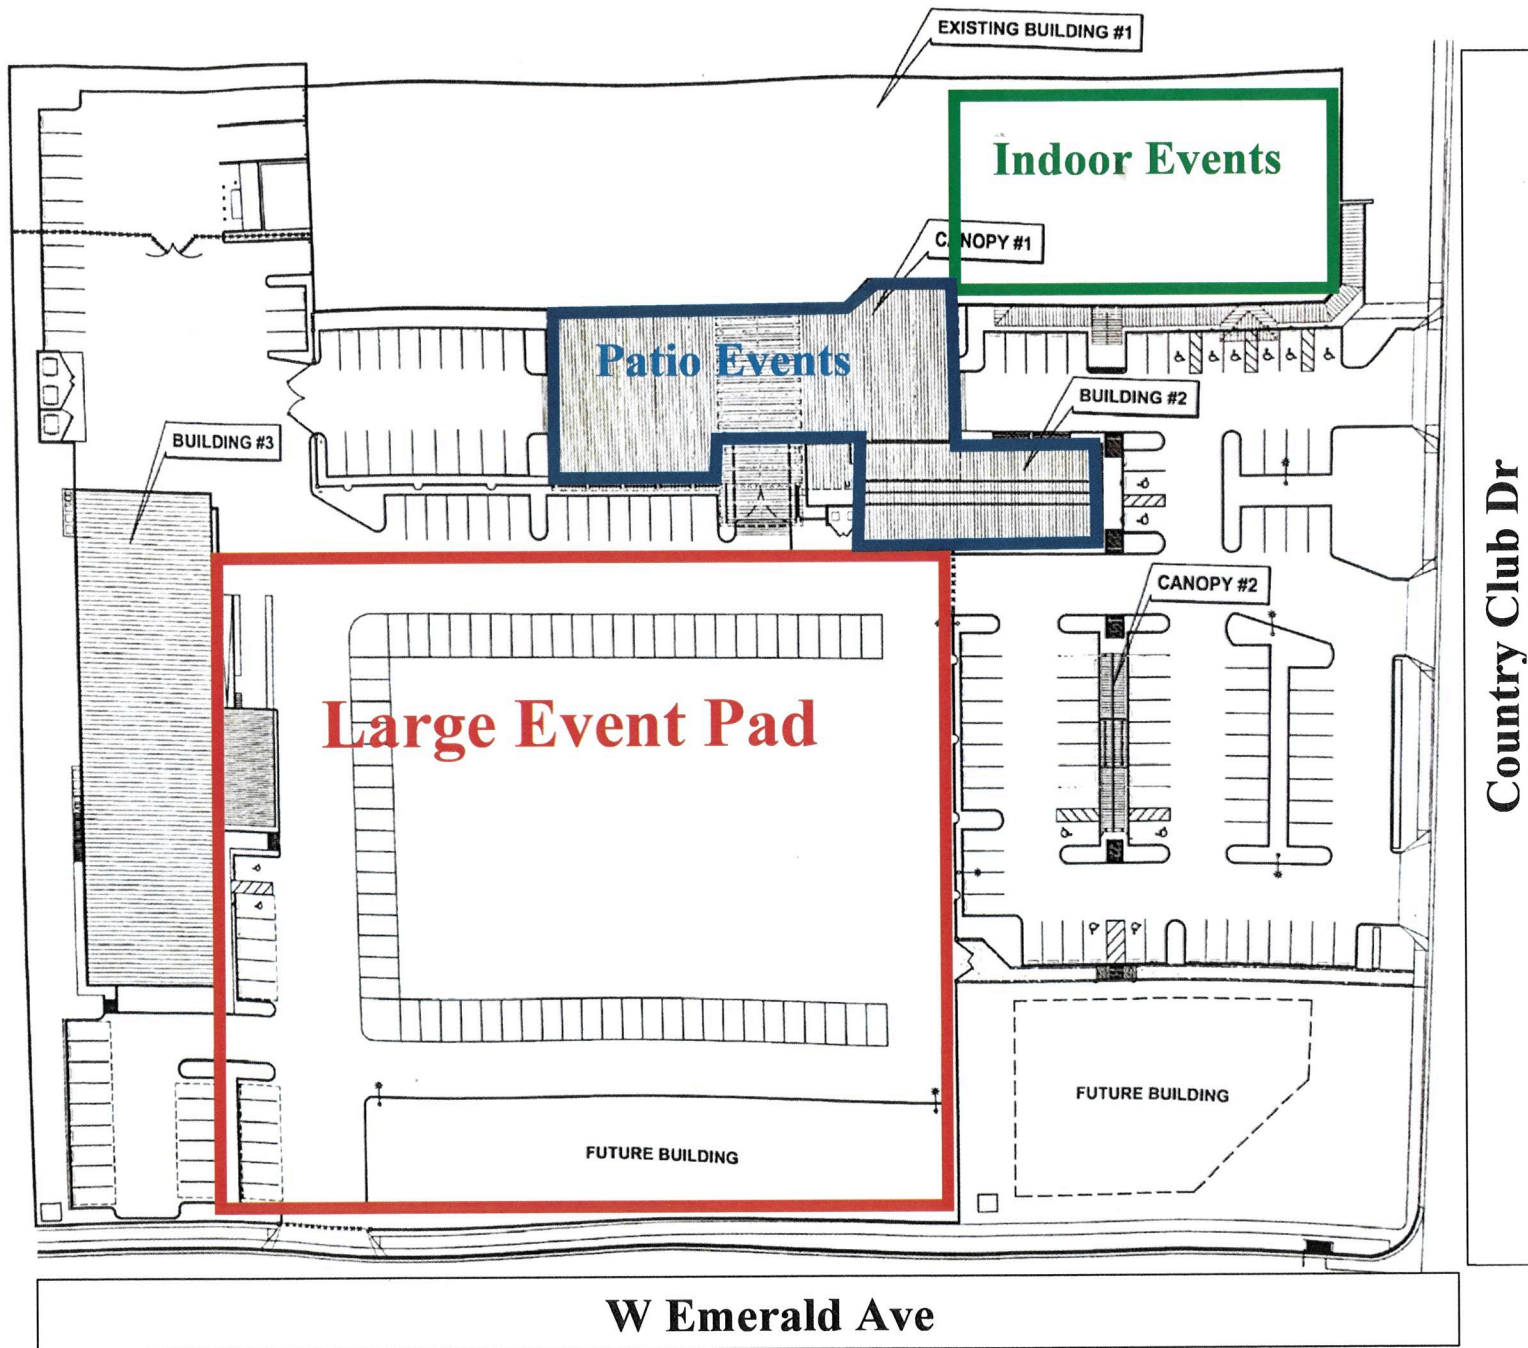 EXISTING BUILDING #1
Indoor Events
CANOPY #1
Patio Events
BUILDING #2
BUILDING #3
CANOPY #2
Large Event Pad
Country Club Dr
FUTURE BUILDING
FUTURE BUILDING
W Emerald Ave